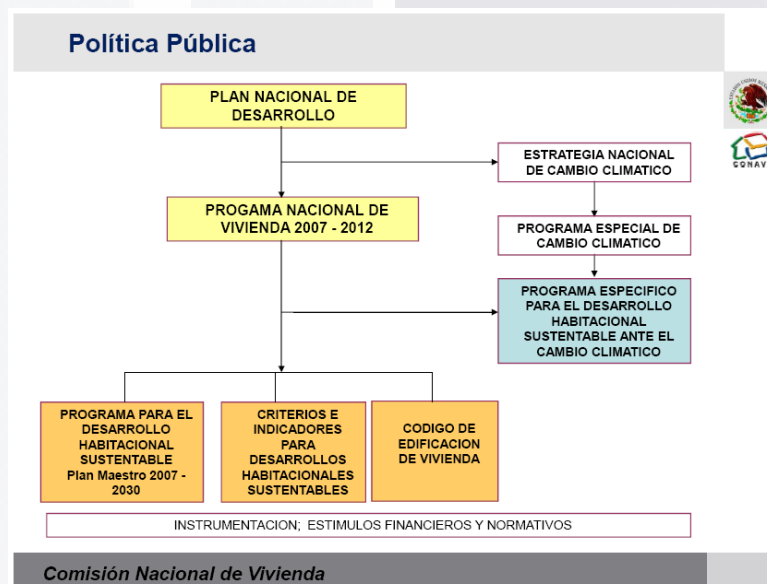 Política Pública
PLAN NACIONAL DE
DESARROLLO
ESTRATEGIA NACIONAL
DE CAMBIO CLIMATICO
PROGAMA NACIONAL DE
VIVIENDA 2007 - 2012
PROGRAMA ESPECIAL DE
CAMBIO CLIMATICO
PROGRAMA ESPECIFICO
PARA EL DESARROLLO
HABITACIONAL
SUSTENTABLE ANTE EL
CAMBIO CLIMATICO
PROGRAMA PARA EL
DESARROLLO
HABITACIONAL
SUSTENTABLE
Plan Maestro 2007 -
2030
CRITERIOS E
INDICADORES
PARA
DESARROLLOS
HABITACIONALES
SUSTENTABLES
CODIGO DE
EDIFICACION
DE VIVIENDA
INSTRUMENTACION; ESTIMULOS FINANCIEROS Y NORMATIVOS
Comisión Nacional de Vivienda